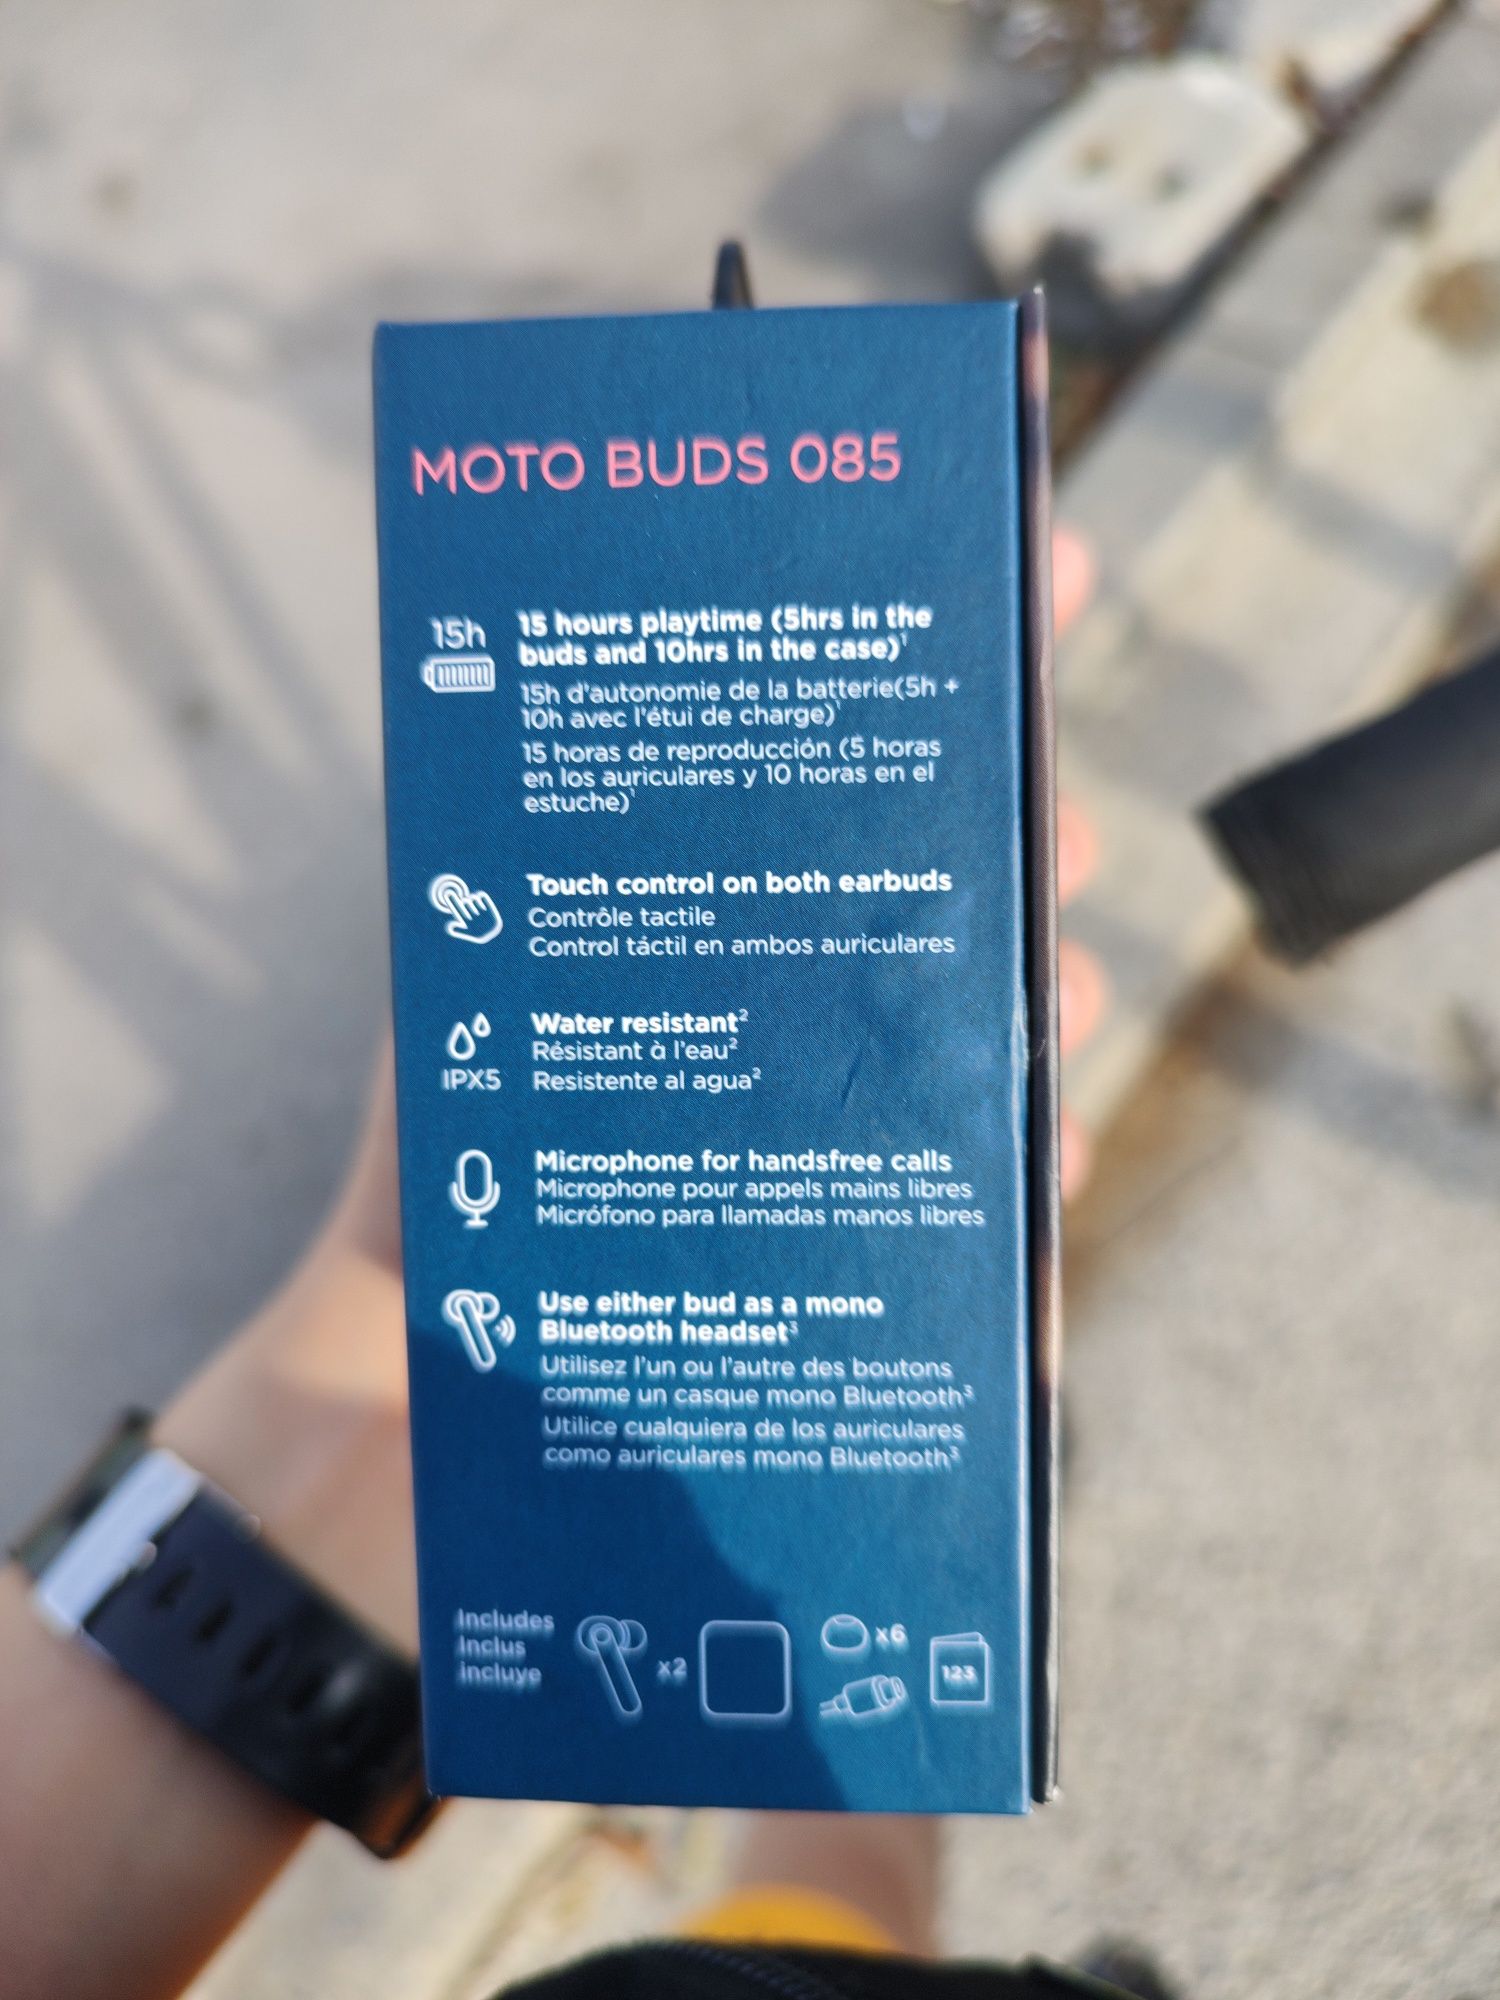 MOTO BUDS 085
15h
15 hours playtime (5hrs in the
buds and 10hrs in the case)¹
15h d'autonomie de la batterie(5h +
10h avec l'étui de charge)¹
15 horas de reproducción (5 horas
en los auriculares y 10 horas en el
estuche)¹
Touch control on both earbuds
Contrôle tactile
Control táctil en ambos auriculares
IPX5
Water resistant²
Résistant à l'eau²
Resistente al agua²
Microphone for handsfree calls
Microphone pour appels mains libres
Micrófono para llamadas manos libres
Use either bud as a mono
Bluetooth headset³
Utilisez l'un ou l'autre des boutons
comme un casque mono Bluetooth³
Utilice cualquiera de los auriculares
como auriculares mono Bluetooth³
Includes
Inclus
incluye
x2
x6
123